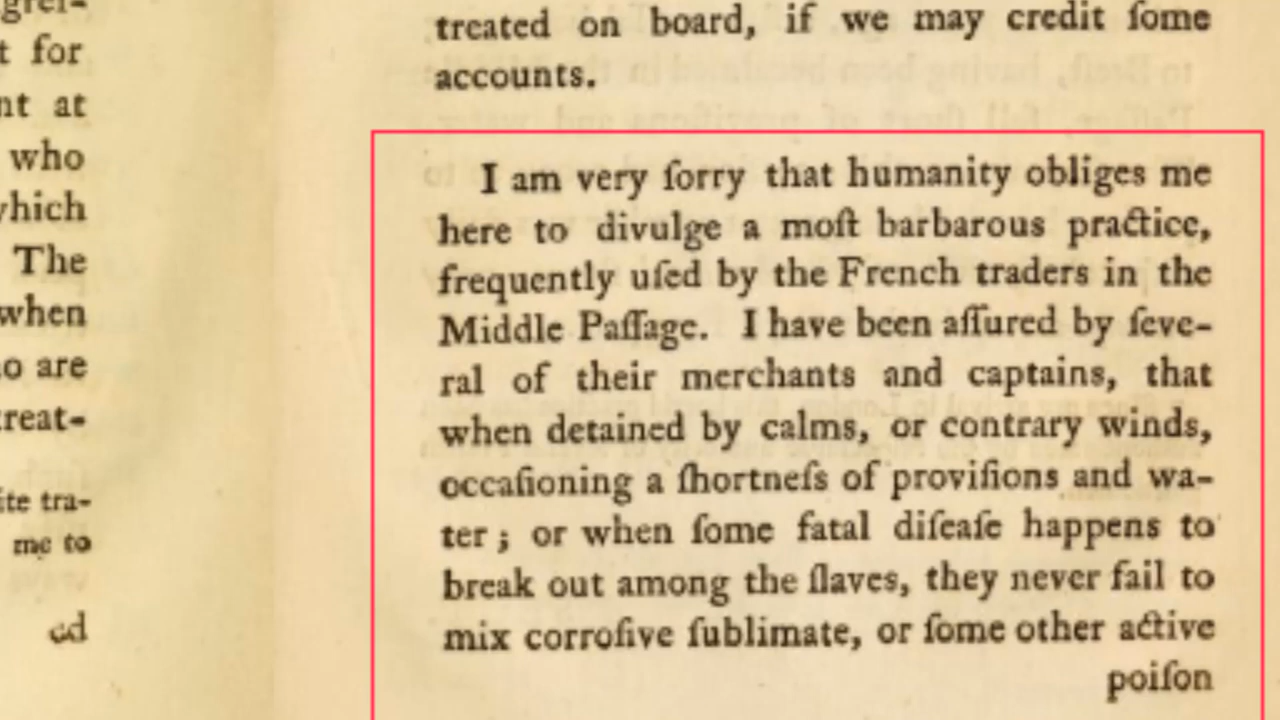 t for
nt at
who
which
The
when
o are
treat-
ite tra-
me to
ed
treated on board, if we may credit ſome
accounts.
I am very ſorry that humanity obliges me
here to divulge a moſt barbarous practice,
frequently uſed by the French traders in the
Middle Paſſage. I have been aſſured by ſeve-
ral of their merchants and captains, that
when detained by calms, or contrary winds,
occaſioning a ſhortneſs of proviſions and wa-
ter; or when ſome fatal diſeaſe happens to
break out among the ſlaves, they never fail to
mix corroſive ſublimate, or ſome other active
poiſon